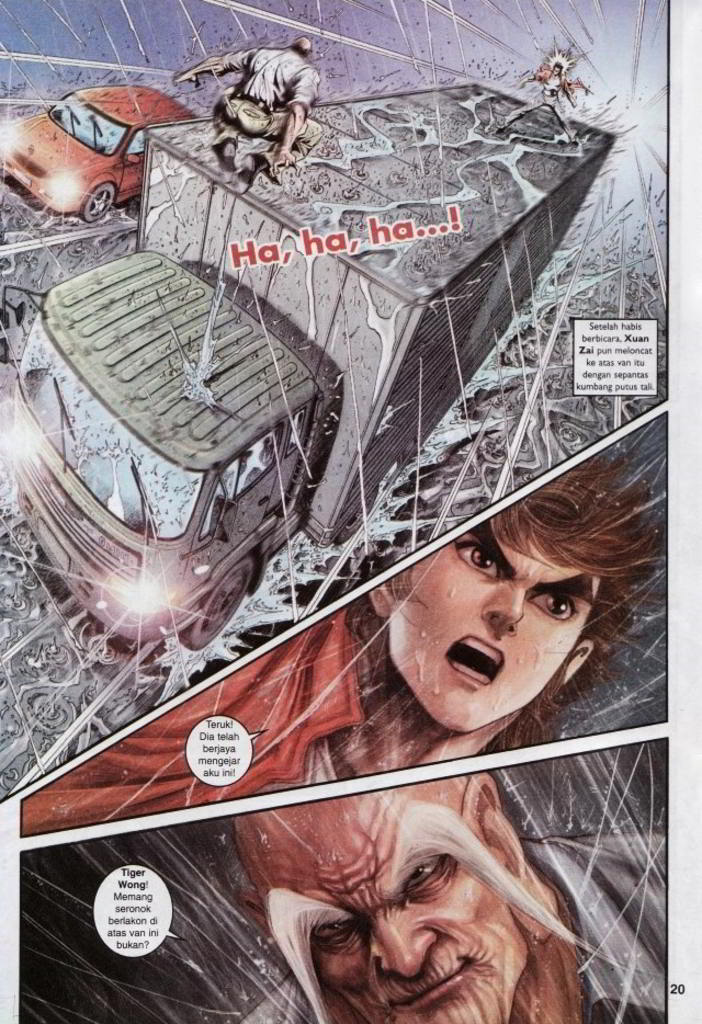 Ha, ha, ha...!
Setelah habis
berbicara, Xuan
Zai pun meloncat
ke atas van itu
dengan sepantas
kumbang putus tali.
Teruk!
Dia telah
berjaya
mengejar
aku ini!
Tiger
Wong!
Memang
seronok
berlakon di
atas van ini
bukan?
20